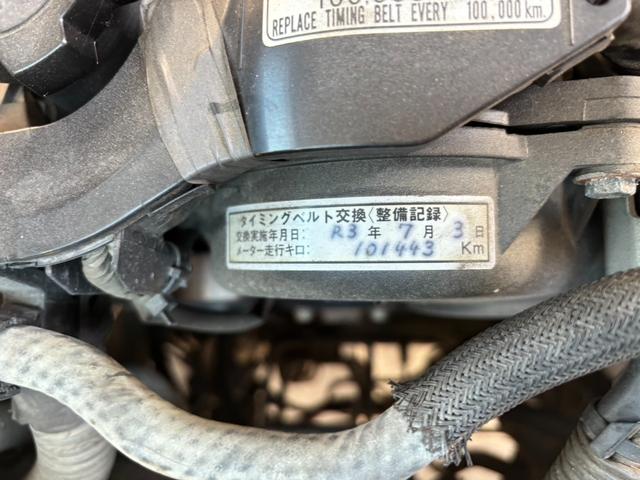 REPLACE TIMING BELT EVERY 100,000km.
タイミングベルト交換〈整備記録〉
交換実施年月日: R3 年 7 月 3 日
メーター走行キロ: 101443 Km